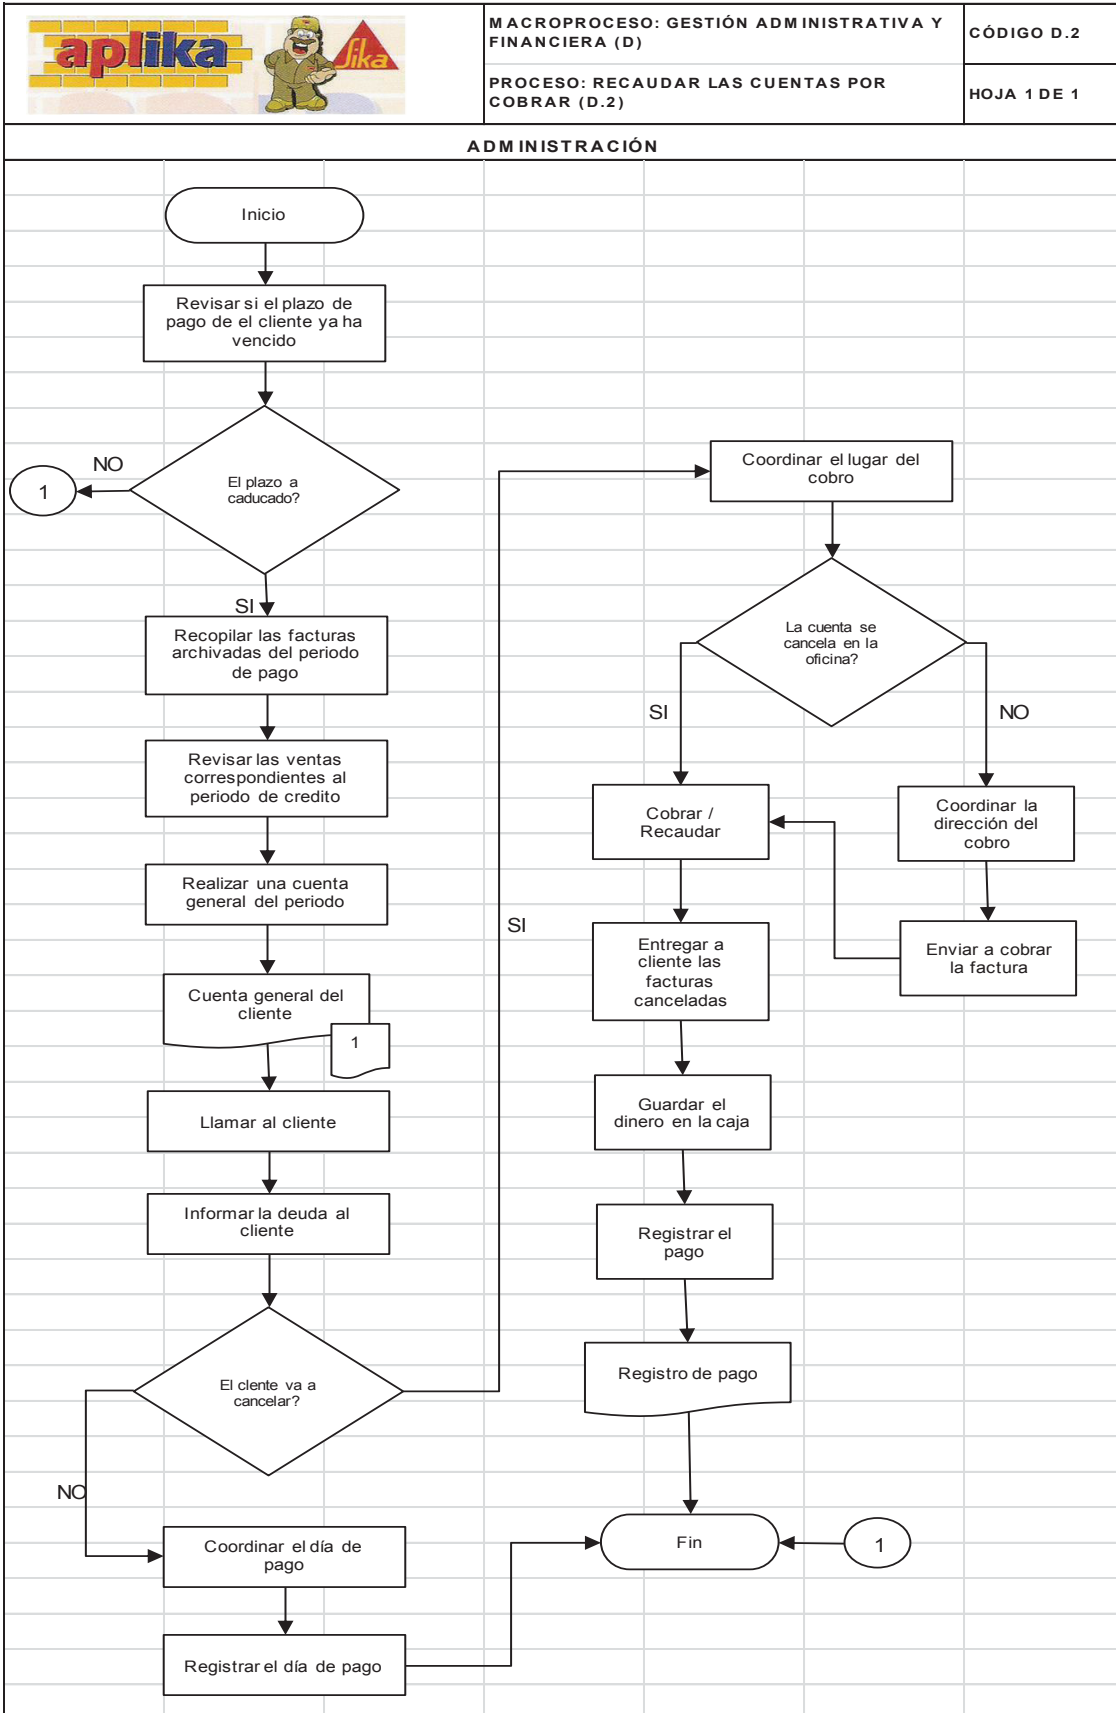 aplika
Sika
MACROPROCESO: GESTIÓN ADMINISTRATIVA Y
FINANCIERA (D)
CÓDIGO D.2
PROCESO: RECAUDAR LAS CUENTAS POR
COBRAR (D.2)
HOJA 1 DE 1
ADMINISTRACIÓN
Inicio
Revisar si el plazo de
pago de el cliente ya ha
vencido
El plazo a
caducado?
NO
1
SI
Recopilar las facturas
archivadas del periodo
de pago
Revisar las ventas
correspondientes al
periodo de credito
Realizar una cuenta
general del periodo
Cuenta general del
cliente
1
Llamar al cliente
Informar la deuda al
cliente
El cliente va a
cancelar?
NO
Coordinar el día de
pago
Registrar el día de pago
SI
Coordinar el lugar del
cobro
La cuenta se
cancela en la
oficina?
SI
NO
Cobrar /
Recaudar
Coordinar la
dirección del
cobro
Enviar a cobrar
la factura
Entregar a
cliente las
facturas
canceladas
Guardar el
dinero en la caja
Registrar el
pago
Registro de pago
Fin
1